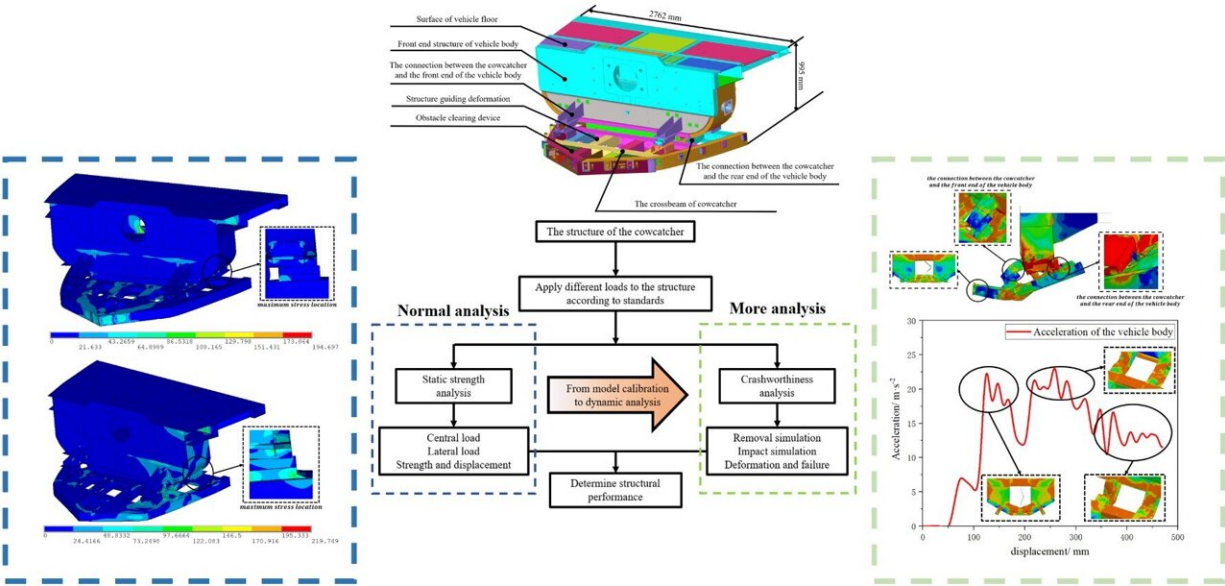 2762 mm
995 mm
Surface of vehicle floor
Front end structure of vehicle body
The connection between the cowcatcher
and the front end of the vehicle body
Structure guiding deformation
Obstacle clearing device
The connection between the cowcatcher
and the rear end of the vehicle body
The crossbeam of cowcatcher
maximum stress location
0 43.2659 86.5318 129.798 173.064
21.633 64.8989 108.165 151.431 194.697
maximum stress location
0 48.8332 97.6664 146.5 195.333
24.4166 73.2498 122.083 170.916 219.749
The structure of the cowcatcher
Apply different loads to the structure
according to standards
Normal analysis
More analysis
Static strength
analysis
From model calibration
to dynamic analysis
Crashworthiness
analysis
Central load
Lateral load
Strength and displacement
Removal simulation
Impact simulation
Deformation and failure
Determine structural
performance
the connection between the cowcatcher
and the front end of the vehicle body
the connection between the cowcatcher
and the rear end of the vehicle body
Acceleration of the vehicle body
Acceleration/ m·s-2
30
25
20
15
10
5
0
0 100 200 300 400 500
displacement/ mm